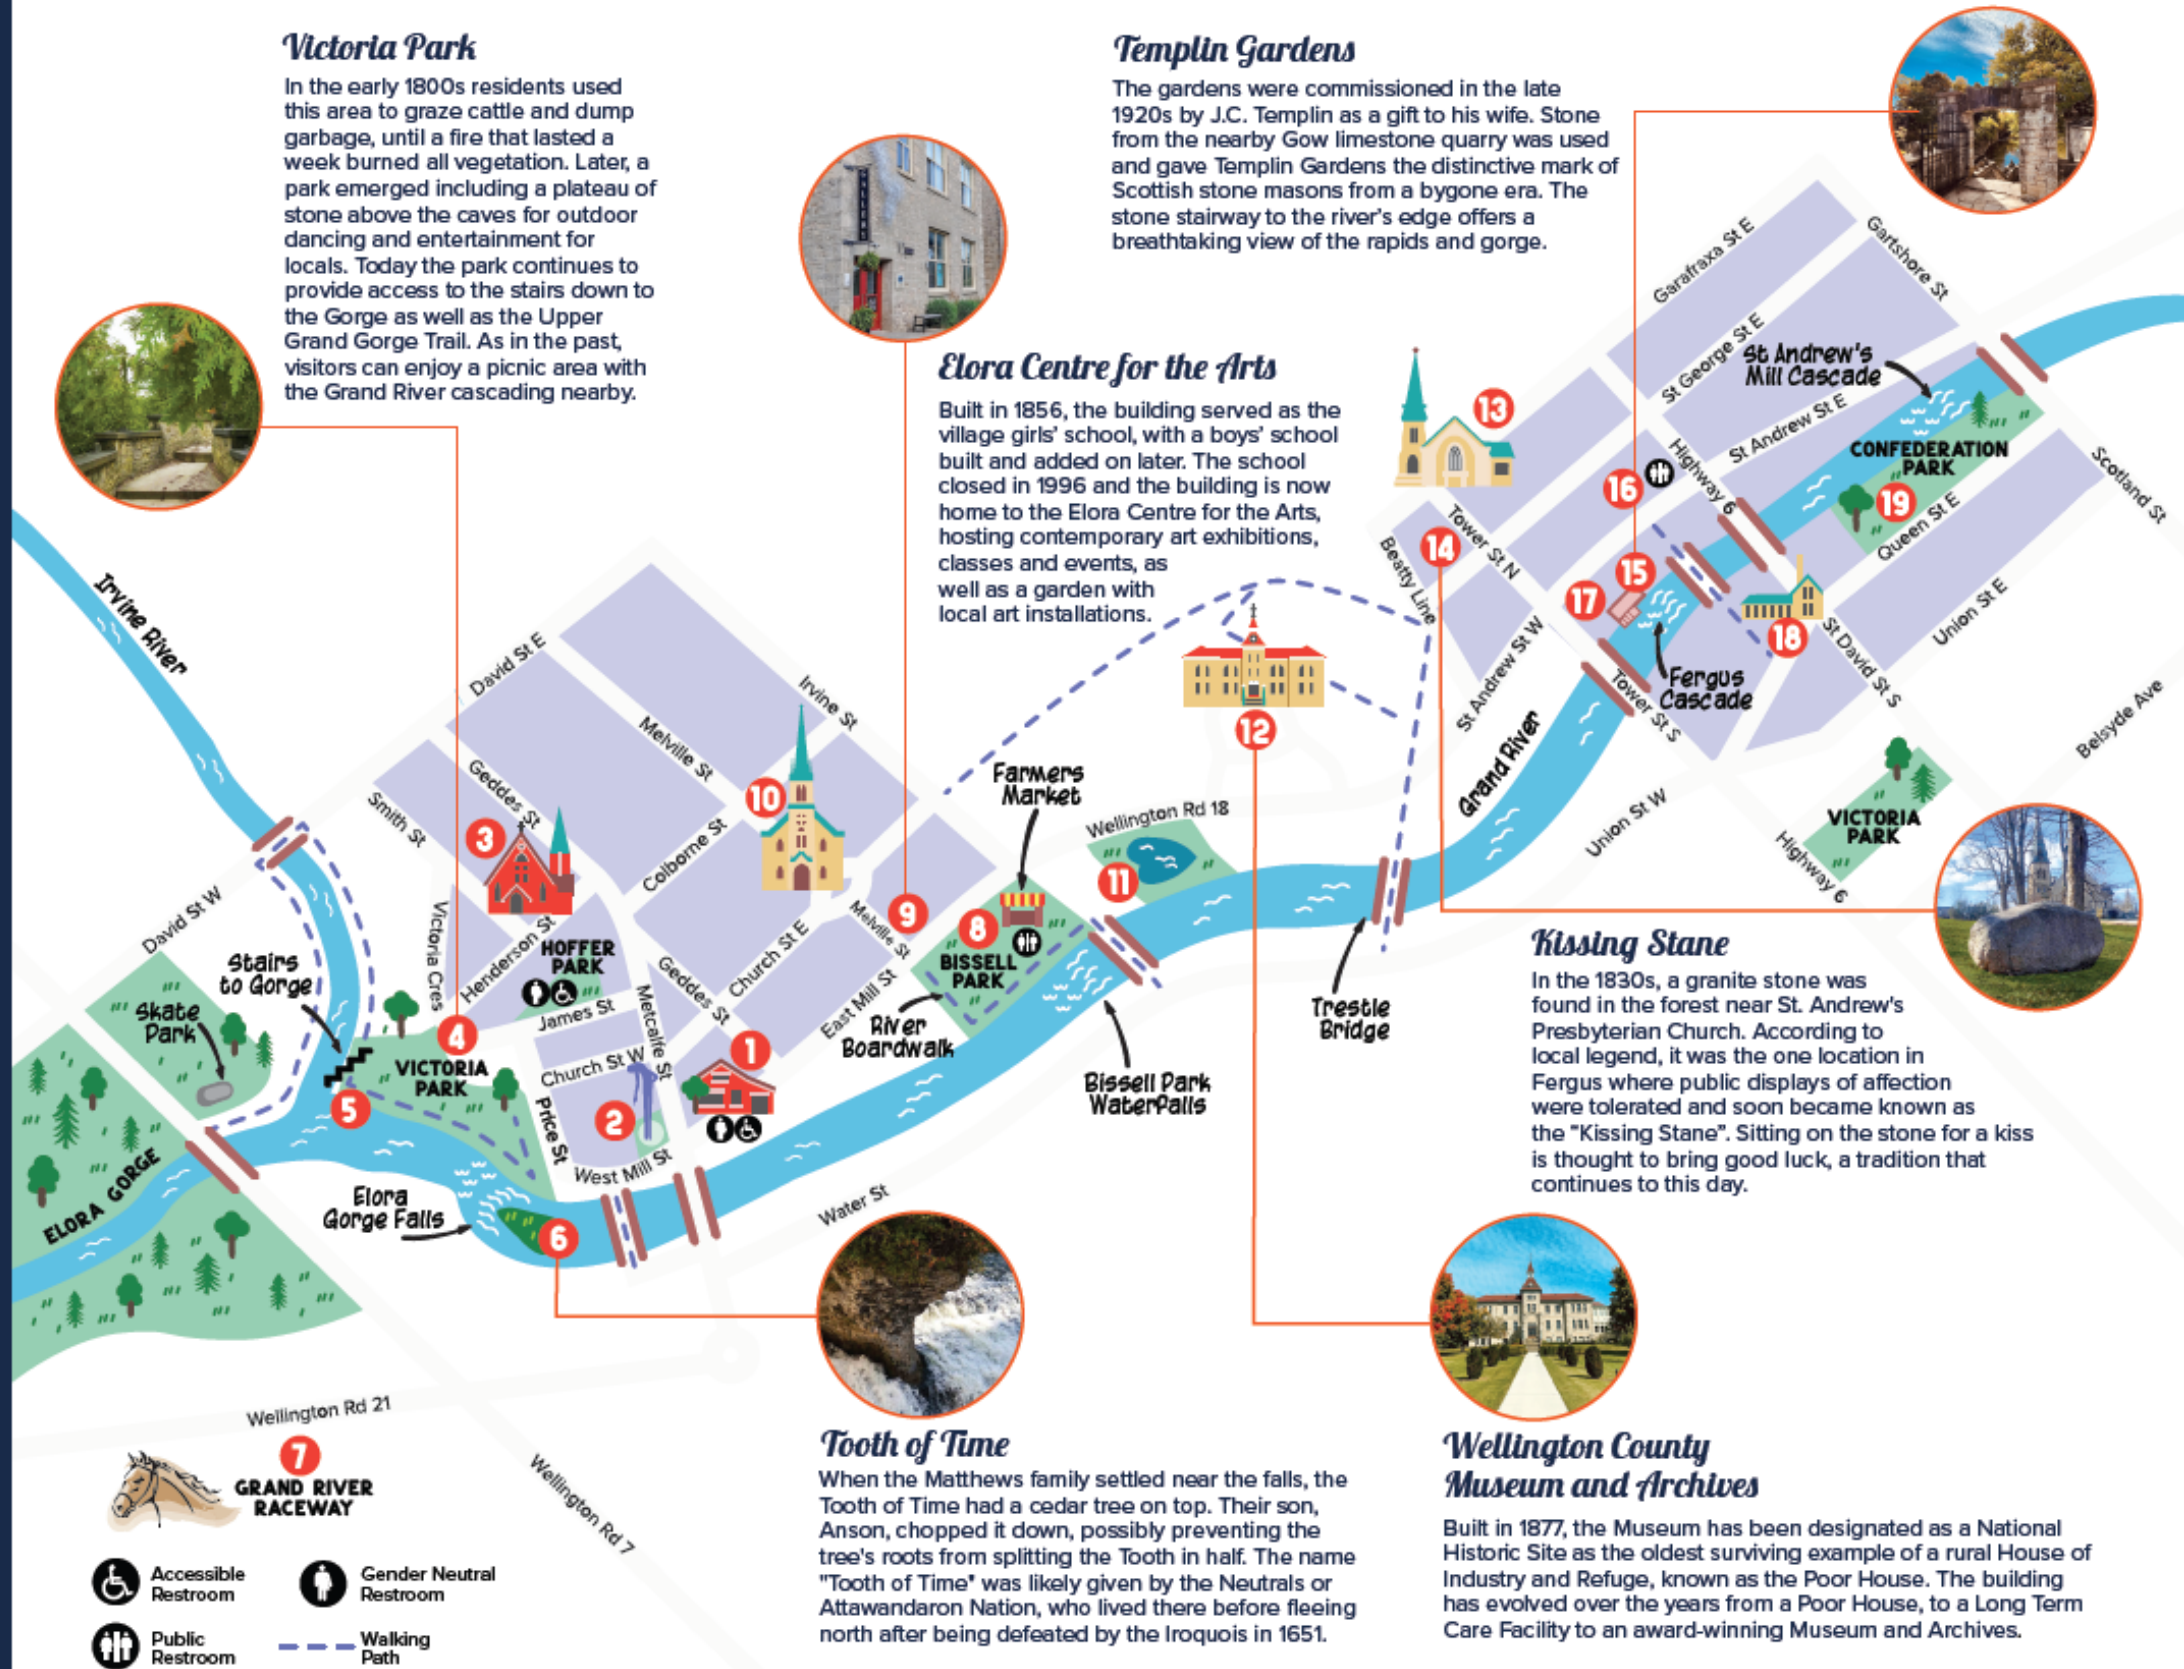 Victoria Park
In the early 1800s residents used
this area to graze cattle and dump
garbage, until a fire that lasted a
week burned all vegetation. Later, a
park emerged including a plateau of
stone above the caves for outdoor
dancing and entertainment for
locals. Today the park continues to
provide access to the stairs down to
the Gorge as well as the Upper
Grand Gorge Trail. As in the past,
visitors can enjoy a picnic area with
the Grand River cascading nearby.
Templin Gardens
The gardens were commissioned in the late
1920s by J.C. Templin as a gift to his wife. Stone
from the nearby Gow limestone quarry was used
and gave Templin Gardens the distinctive mark of
Scottish stone masons from a bygone era. The
stone stairway to the river's edge offers a
breathtaking view of the rapids and gorge.
Elora Centre for the Arts
Built in 1856, the building served as the
village girls' school, with a boys' school
built and added on later. The school
closed in 1996 and the building is now
home to the Elora Centre for the Arts,
hosting contemporary art exhibitions,
classes and events, as
well as a garden with
local art installations.
GALLERY
Garafraxa St E
Gartshore St
St George St E
St Andrew's
Mill Cascade
St Andrew St E
CONFEDERATION
PARK
19
Queen St E
Scotland St
Highway 6
13
16
14
Tower St N
Beatty Line
15
17
18
St Andrew St W
Fergus
Cascade
Tower St S
St David St S
Union St E
Belsyde Ave
Grand River
Union St W
VICTORIA
PARK
Highway 6
12
Irvine River
David St E
Irvine St
Melville St
Geddes St
Smith St
3
10
Colborne St
Farmers
Market
Wellington Rd 18
11
9
8
BISSELL
PARK
Melville St
Church St E
East Mill St
River
Boardwalk
Bissell Park
Waterfalls
Trestle
Bridge
David St W
Stairs
to Gorge
Skate
Park
Victoria Cres
Henderson St
HOFFER
PARK
James St
Geddes St
Metcalfe St
4
VICTORIA
PARK
5
Church St W
1
2
Price St
West Mill St
Water St
Elora
Gorge Falls
6
ELORA GORGE
Wellington Rd 21
7
GRAND RIVER
RACEWAY
Wellington Rd 7
Accessible
Restroom
Gender Neutral
Restroom
Public
Restroom
Walking
Path
Kissing Stane
In the 1830s, a granite stone was
found in the forest near St. Andrew's
Presbyterian Church. According to
local legend, it was the one location in
Fergus where public displays of affection
were tolerated and soon became known as
the "Kissing Stane". Sitting on the stone for a kiss
is thought to bring good luck, a tradition that
continues to this day.
Tooth of Time
When the Matthews family settled near the falls, the
Tooth of Time had a cedar tree on top. Their son,
Anson, chopped it down, possibly preventing the
tree's roots from splitting the Tooth in half. The name
"Tooth of Time" was likely given by the Neutrals or
Attawandaron Nation, who lived there before fleeing
north after being defeated by the Iroquois in 1651.
Wellington County
Museum and Archives
Built in 1877, the Museum has been designated as a National
Historic Site as the oldest surviving example of a rural House of
Industry and Refuge, known as the Poor House. The building
has evolved over the years from a Poor House, to a Long Term
Care Facility to an award-winning Museum and Archives.